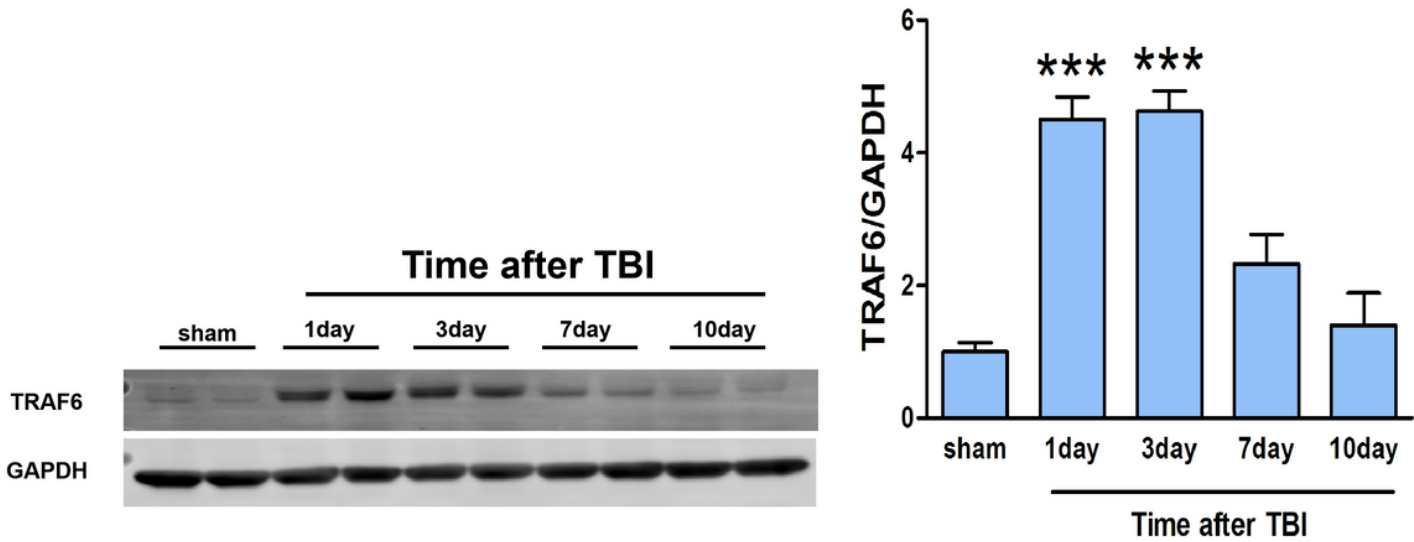 Time after TBI
sham 1day 3day 7day 10day
TRAF6
GAPDH
TRAF6/GAPDH
6
4
2
0
*** ***
sham 1day 3day 7day 10day
Time after TBI